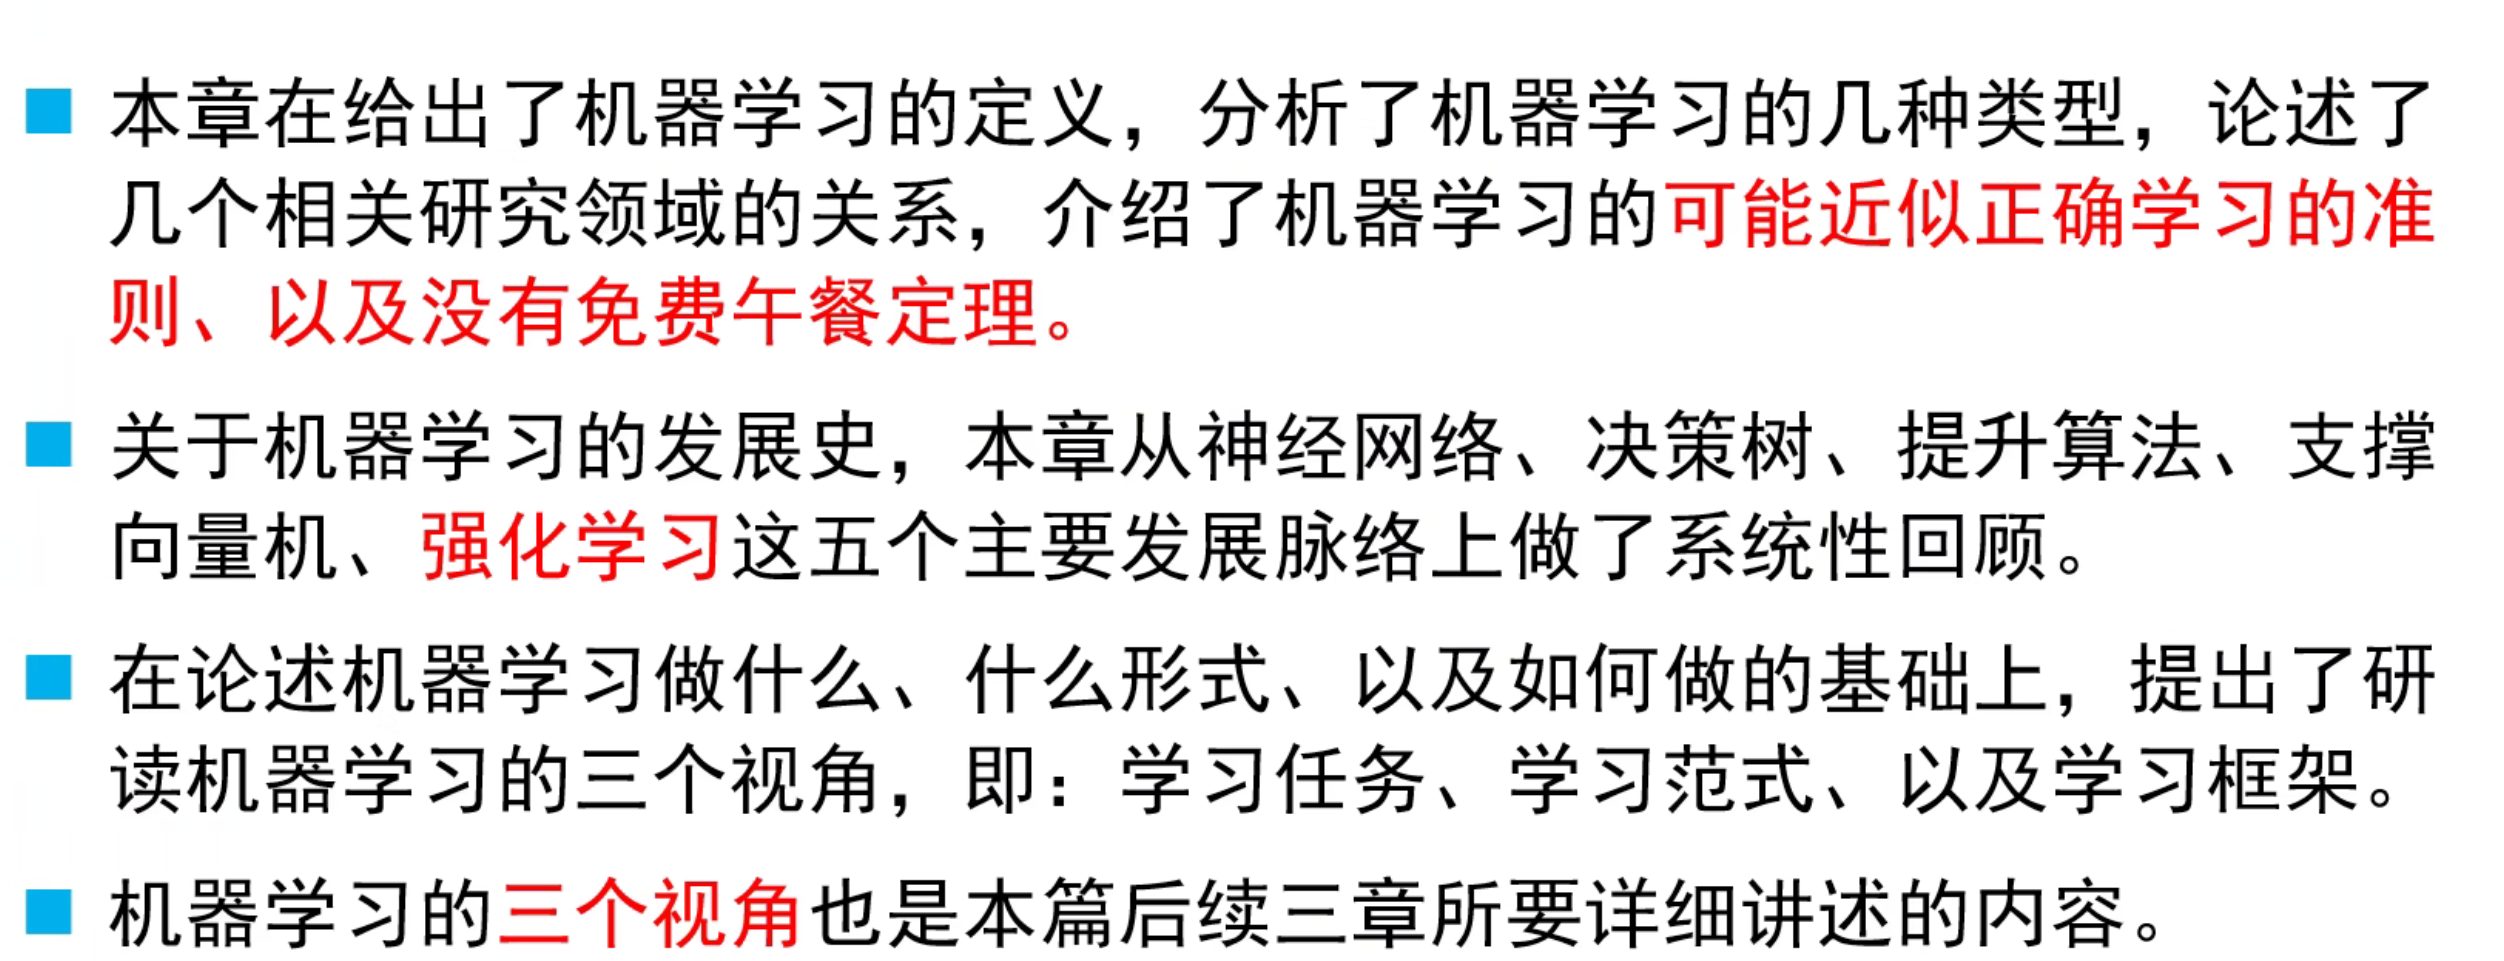 本章在给出了机器学习的定义，分析了机器学习的几种类型，论述了
几个相关研究领域的关系，介绍了机器学习的可能近似正确学习的准
则、以及没有免费午餐定理。
关于机器学习的发展史，本章从神经网络、决策树、提升算法、支撑
向量机、强化学习这五个主要发展脉络上做了系统性回顾。
在论述机器学习做什么、什么形式、以及如何做的基础上，提出了研
读机器学习的三个视角，即：学习任务、学习范式、以及学习框架。
机器学习的三个视角也是本篇后续三章所要详细讲述的内容。